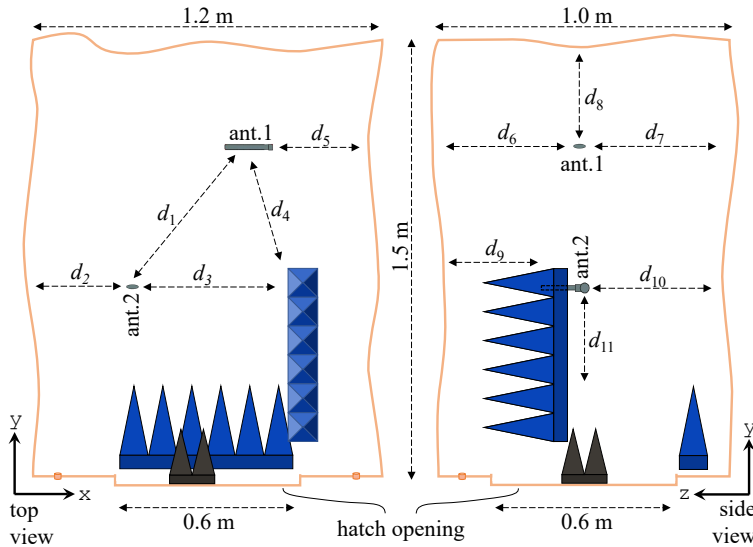 1.2 m
1.0 m
d8
ant.1
d5
d6
d7
ant.1
d1
d4
1.5 m
d2
d3
ant.2
d9
ant.2
d10
d11
y
x
top
view
0.6 m
hatch opening
0.6 m
y
z
side
view